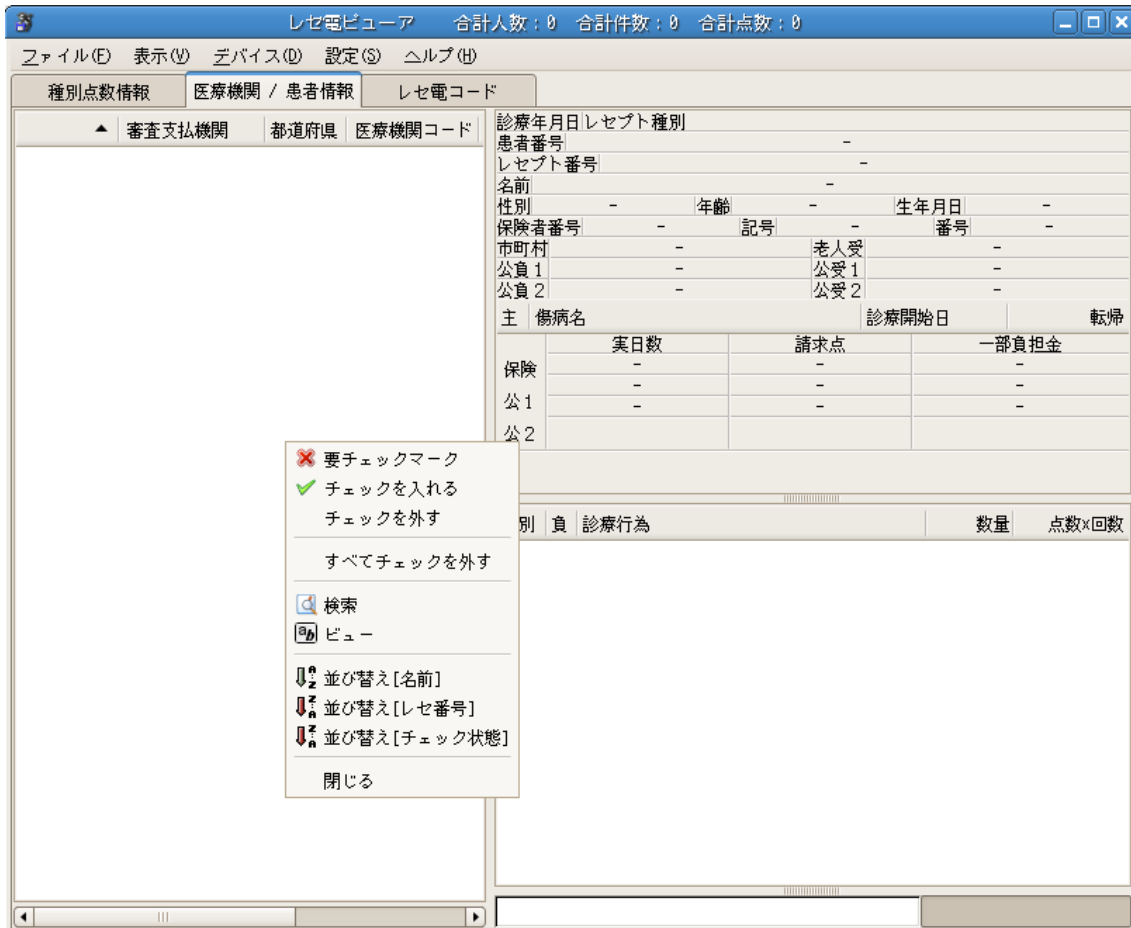 レセ電ビューア 合計人数：0 合計件数：0 合計点数：0
ファイル(F) 表示(V) デバイス(D) 設定(S) ヘルプ(H)
種別点数情報 医療機関 / 患者情報 レセ電コード
審査支払機関 都道府県 医療機関コード
診療年月日 レセプト種別
患者番号 -
レセプト番号 -
名前 -
性別 - 年齢 - 生年月日 -
保険者番号 - 記号 - 番号 -
市町村 - 老人受 -
公負１ - 公受１ -
公負２ - 公受２ -
主 傷病名 診療開始日 転帰
実日数 請求点 一部負担金
保険 - - -
- - -
公１ - - -
公２
要チェックマーク
チェックを入れる
チェックを外す
すべてチェックを外す
検索
ab ビュー
並び替え[名前]
並び替え[レセ番号]
並び替え[チェック状態]
閉じる
別 負 診療行為 数量 点数x回数